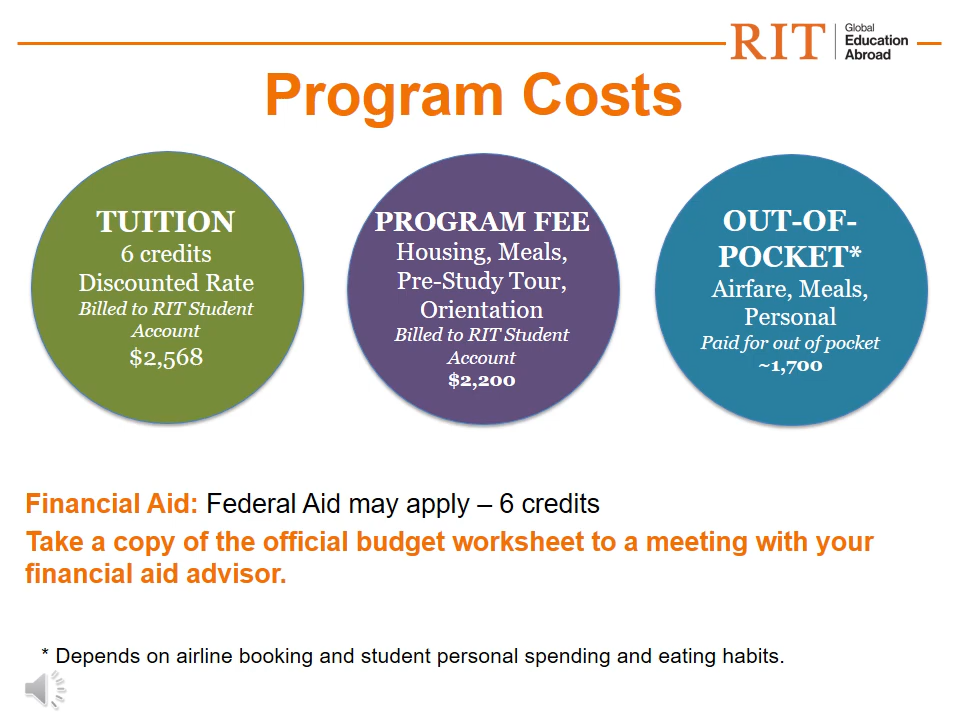 RIT
Global
Education
Abroad
Program Costs
TUITION
6 credits
Discounted Rate
Billed to RIT Student
Account
$2,568
PROGRAM FEE
Housing, Meals,
Pre-Study Tour,
Orientation
Billed to RIT Student
Account
$2,200
OUT-OF-
POCKET*
Airfare, Meals,
Personal
Paid for out of pocket
~1,700
Financial Aid: Federal Aid may apply – 6 credits
Take a copy of the official budget worksheet to a meeting with your
financial aid advisor.
* Depends on airline booking and student personal spending and eating habits.